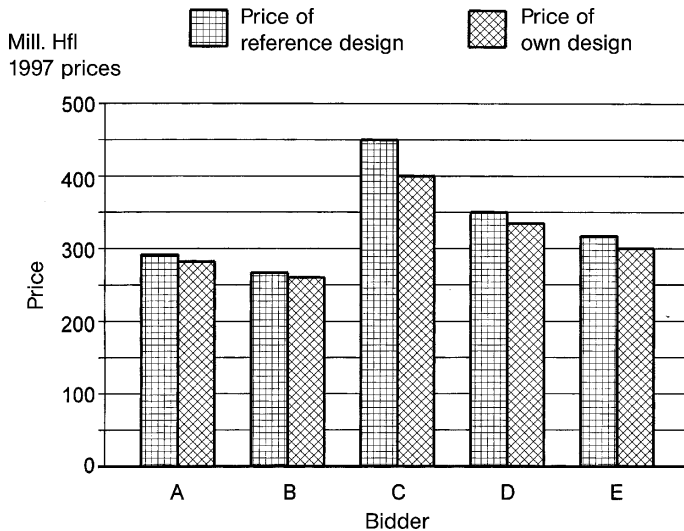 Price of
reference design
Price of
own design
Mill. Hfl
1997 prices
500
400
300
200
100
0
Price
A B C D E
Bidder